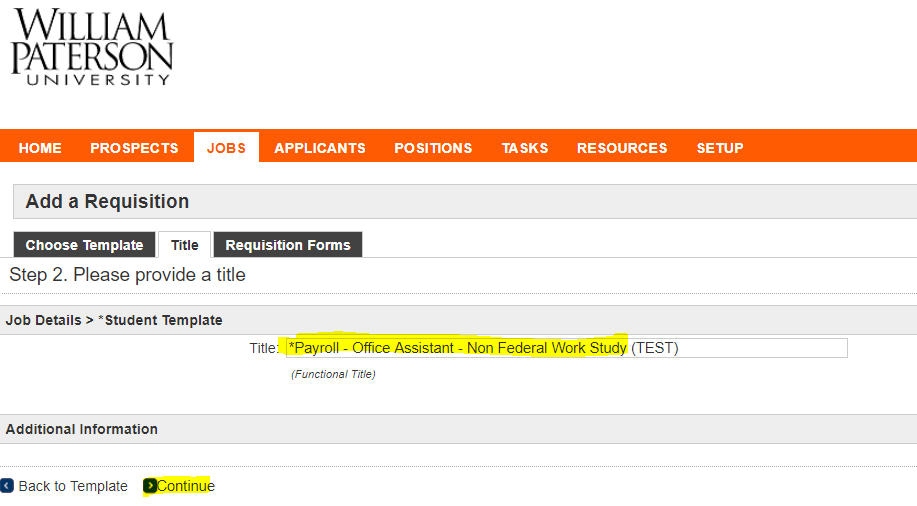 WILLIAM
PATERSON
UNIVERSITY
HOME PROSPECTS JOBS APPLICANTS POSITIONS TASKS RESOURCES SETUP
Add a Requisition
Choose Template Title Requisition Forms
Step 2. Please provide a title
Job Details > *Student Template
Title: *Payroll - Office Assistant - Non Federal Work Study (TEST)
(Functional Title)
Additional Information
Back to Template Continue